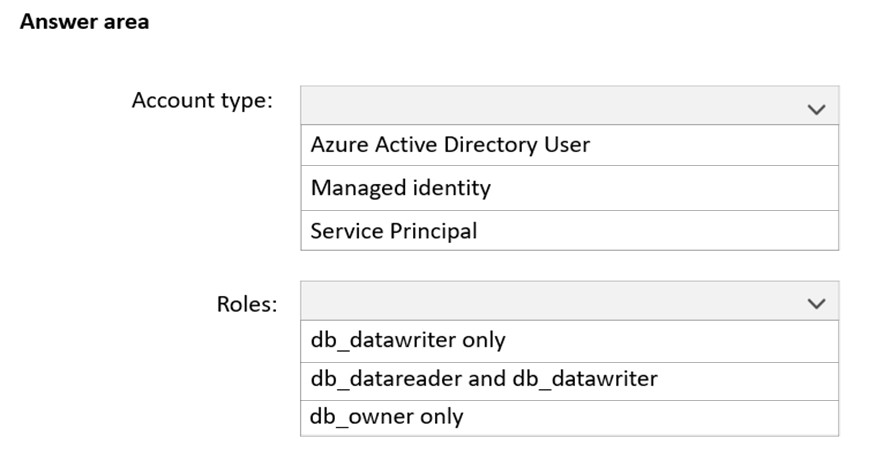 Answer area
Account type:
Azure Active Directory User
Managed identity
Service Principal
Roles:
db_datawriter only
db_datareader and db_datawriter
db_owner only